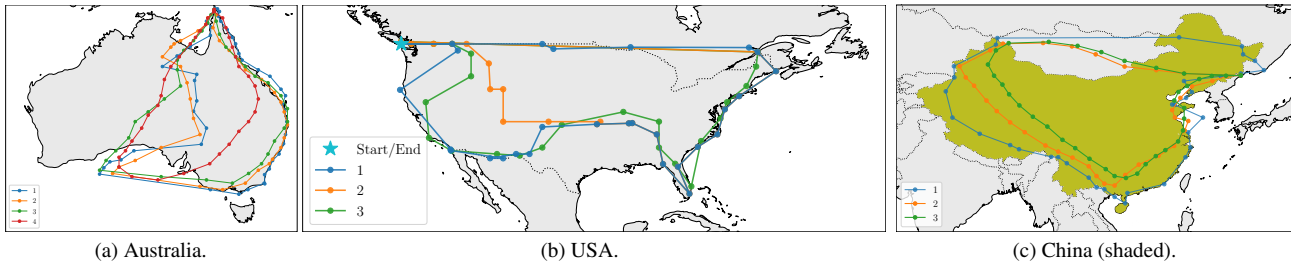 1
2
3
4
Start/End
1
2
3
1
2
3
(a) Australia.
(b) USA.
(c) China (shaded).